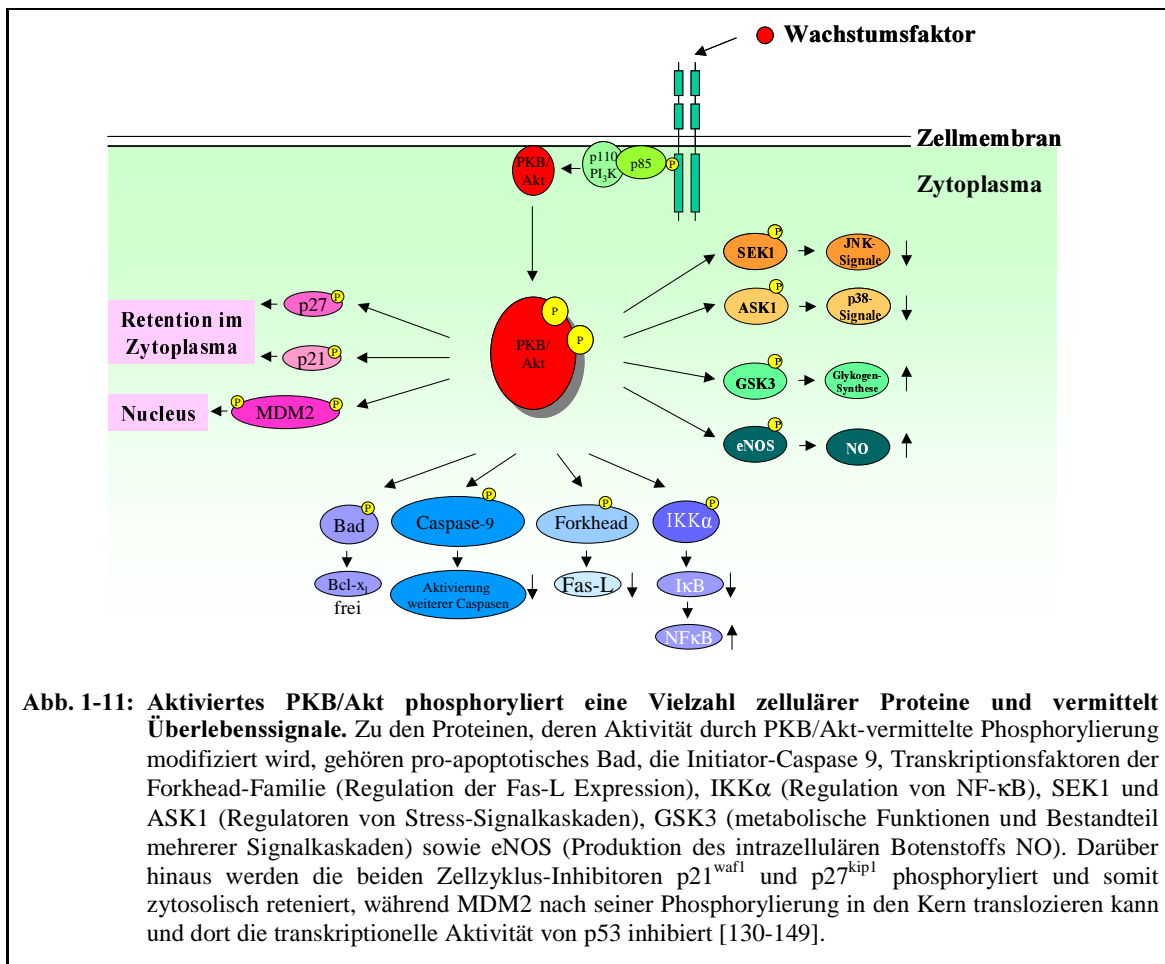 Wachstumsfaktor
Zellmembran
Zytoplasma
PKB/
Akt
p110
PI3K
p85
P
SEK1
P
JNK-
Signale
ASK1
P
p38-
Signale
GSK3
P
Glykogen-
Synthese
eNOS
P
NO
PKB/
Akt
P
P
Retention im
Zytoplasma
p27
P
p21
P
Nucleus
P
MDM2
P
Bad
P
Bcl-xl
frei
Caspase-9
P
Aktivierung
weiterer Caspasen
Forkhead
P
Fas-L
IKKα
P
IκB
NFκB
Abb. 1-11: Aktiviertes PKB/Akt phosphoryliert eine Vielzahl zellulärer Proteine und vermittelt
Überlebenssignale. Zu den Proteinen, deren Aktivität durch PKB/Akt-vermittelte Phosphorylierung
modifiziert wird, gehören pro-apoptotisches Bad, die Initiator-Caspase 9, Transkriptionsfaktoren der
Forkhead-Familie (Regulation der Fas-L Expression), IKKα (Regulation von NF-κB), SEK1 und
ASK1 (Regulatoren von Stress-Signalkaskaden), GSK3 (metabolische Funktionen und Bestandteil
mehrerer Signalkaskaden) sowie eNOS (Produktion des intrazellulären Botenstoffs NO). Darüber
hinaus werden die beiden Zellzyklus-Inhibitoren p21waf1 und p27kip1 phosphoryliert und somit
zytosolisch reteniert, während MDM2 nach seiner Phosphorylierung in den Kern translozieren kann
und dort die transkriptionelle Aktivität von p53 inhibiert [130-149].